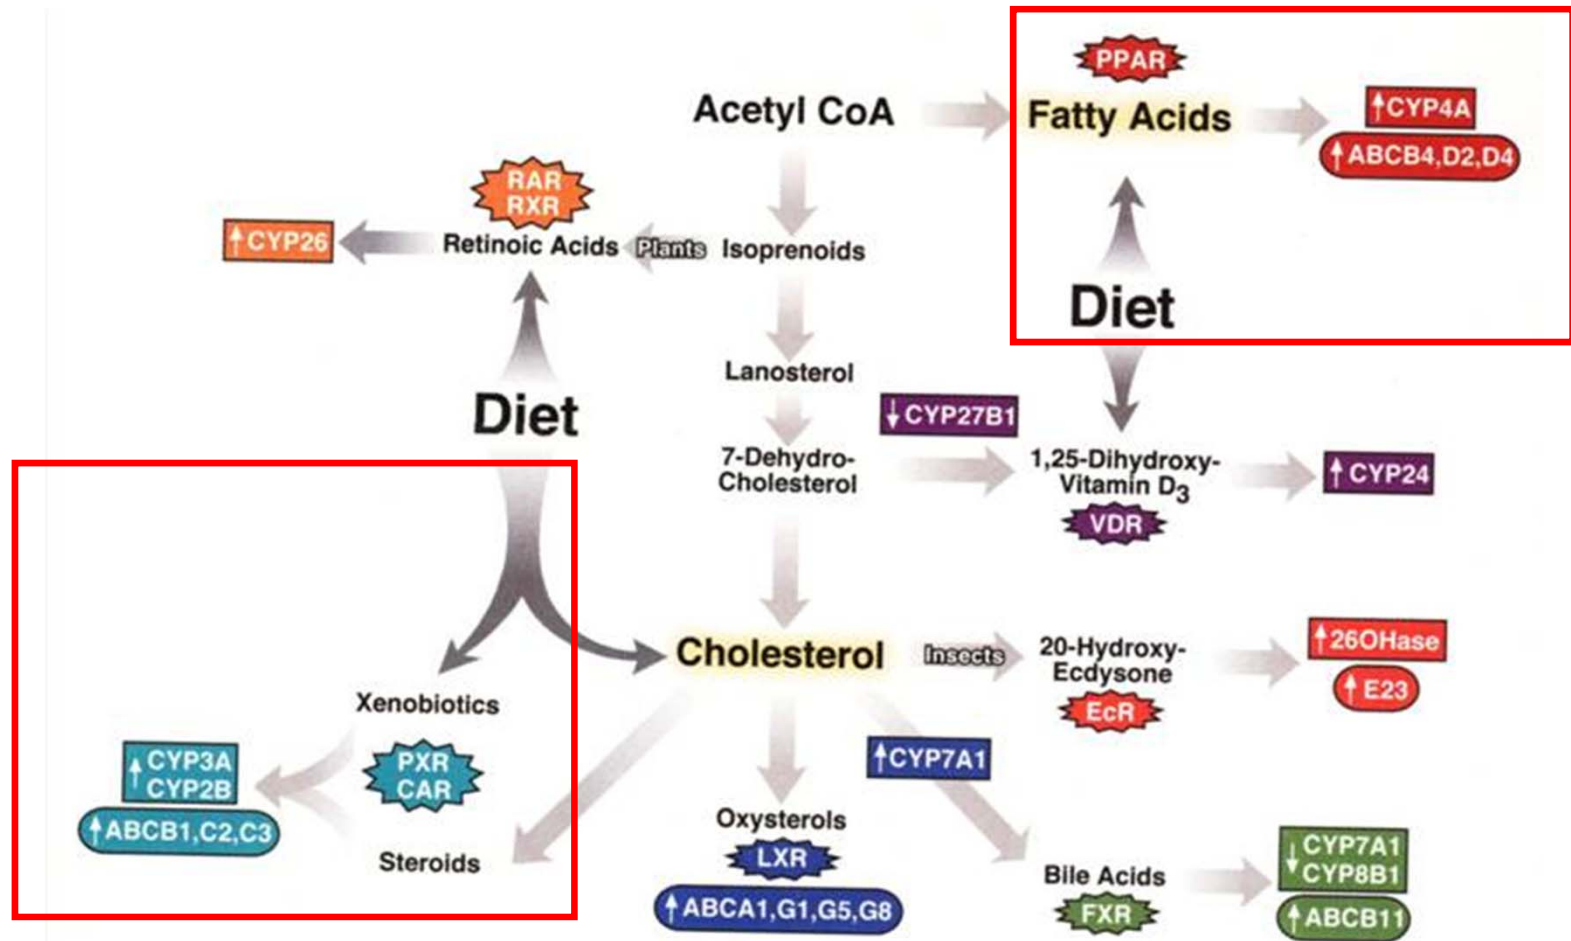 PPAR
Acetyl CoA
Fatty Acids
↑CYP4A
↑ABCB4,D2,D4
RAR
RXR
↑CYP26
Retinoic Acids
Plants
Isoprenoids
Diet
Lanosterol
Diet
↓CYP27B1
7-Dehydro-
Cholesterol
1,25-Dihydroxy-
Vitamin D3
VDR
↑CYP24
Cholesterol
Insects
20-Hydroxy-
Ecdysone
EcR
↑26OHase
↑E23
Xenobiotics
↑CYP3A
CYP2B
PXR
CAR
↑ABCB1,C2,C3
Steroids
↑CYP7A1
Oxysterols
LXR
↑ABCA1,G1,G5,G8
Bile Acids
FXR
↓CYP7A1
CYP8B1
↑ABCB11